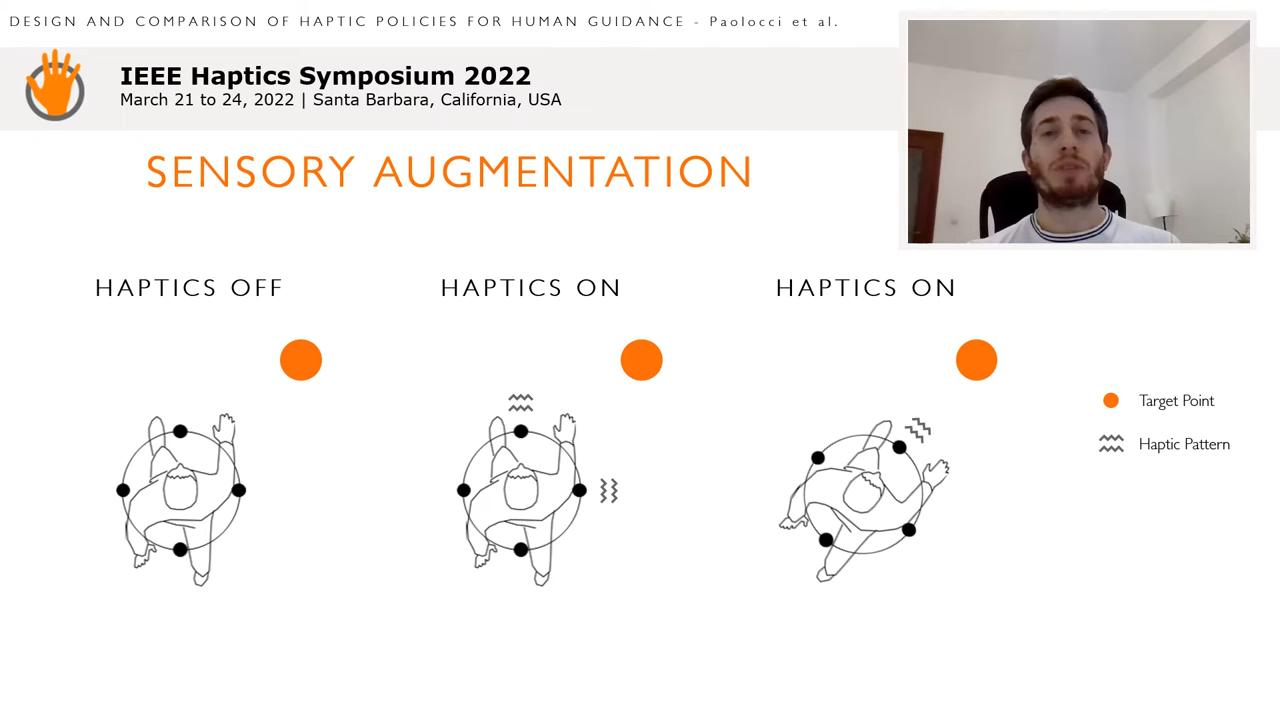 DESIGN AND COMPARISON OF HAPTIC POLICIES FOR HUMAN GUIDANCE - Paolocci et al.
IEEE Haptics Symposium 2022
March 21 to 24, 2022 | Santa Barbara, California, USA
SENSORY AUGMENTATION
HAPTICS OFF
HAPTICS ON
HAPTICS ON
Target Point
Haptic Pattern